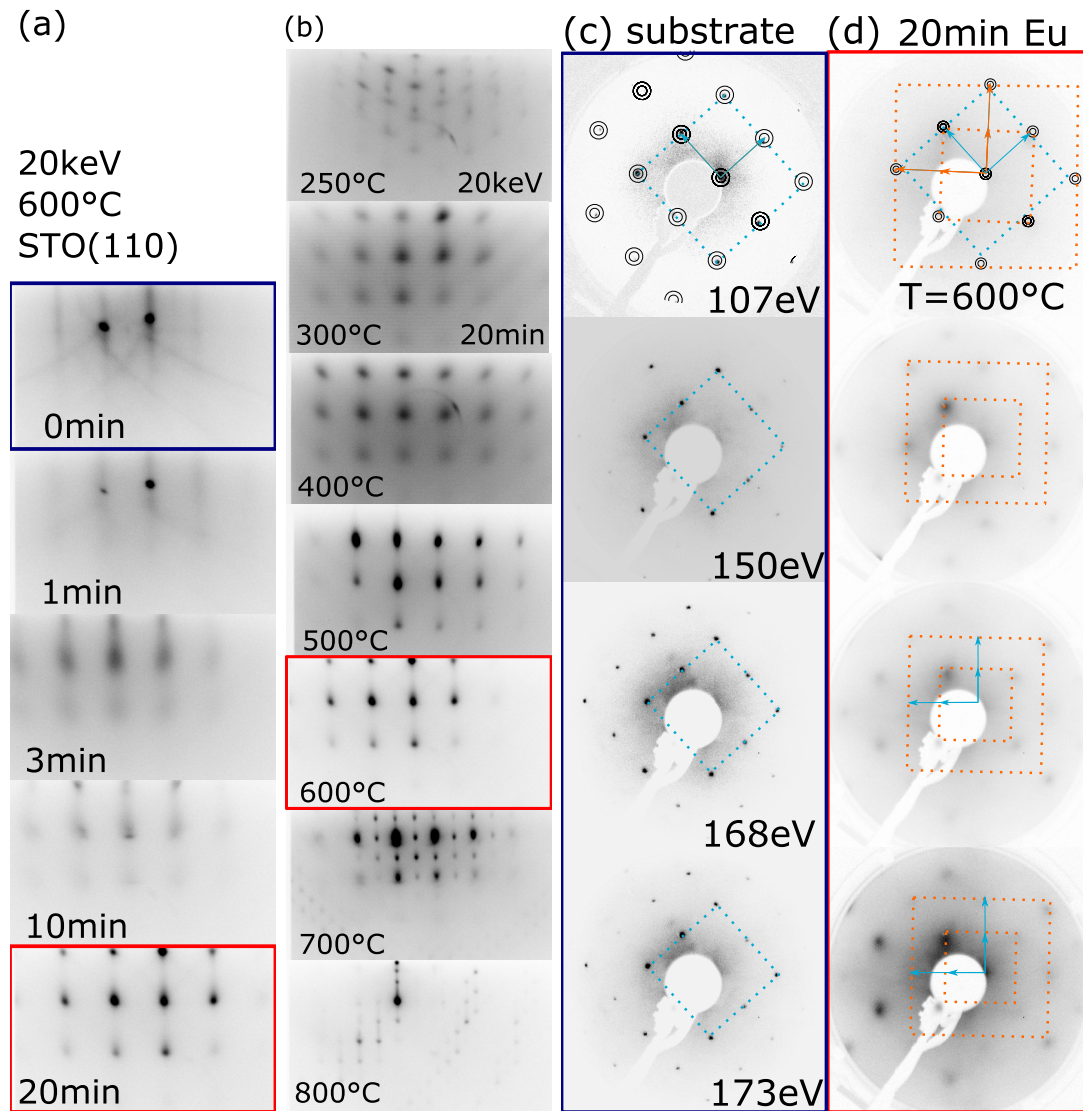 (a)
20keV
600°C
STO(110)
0min
1min
3min
10min
20min
(b)
250°C 20keV
300°C 20min
400°C
500°C
600°C
700°C
800°C
(c) substrate
107eV
150eV
168eV
173eV
(d) 20min Eu
T=600°C